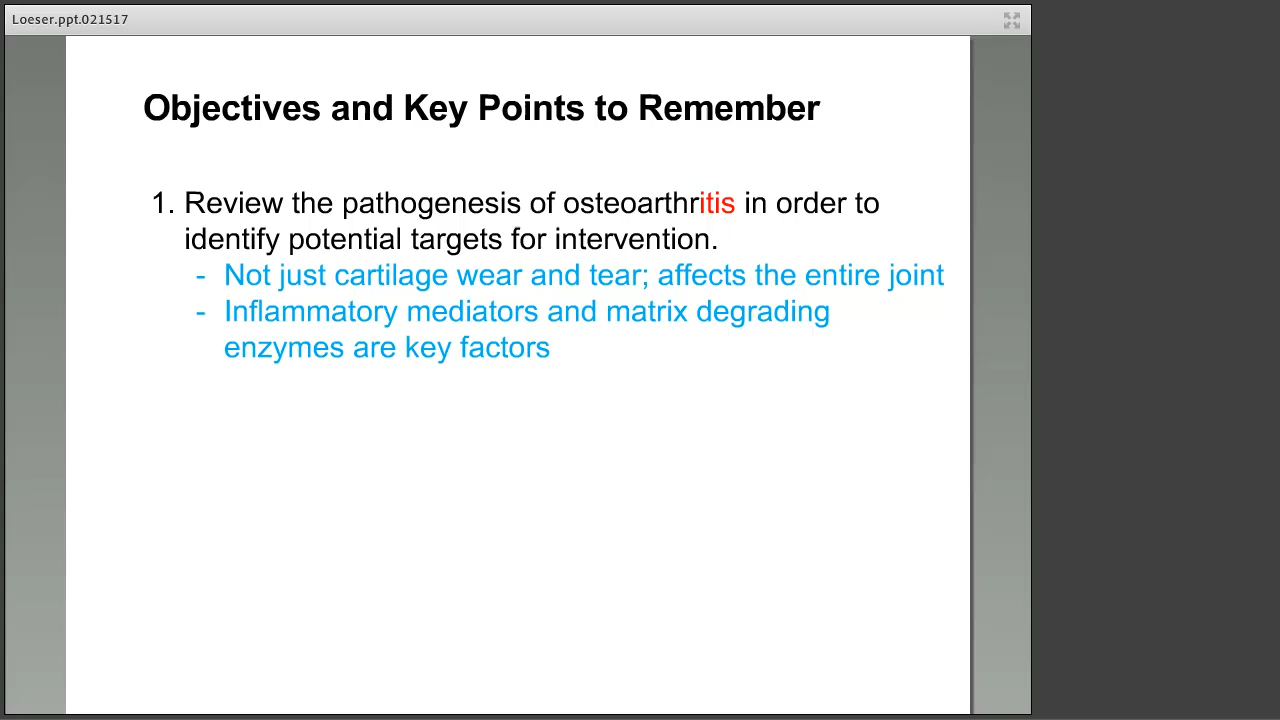 Loeser.ppt.021517
Objectives and Key Points to Remember
1. Review the pathogenesis of osteoarthritis in order to
identify potential targets for intervention.
- Not just cartilage wear and tear; affects the entire joint
- Inflammatory mediators and matrix degrading
enzymes are key factors